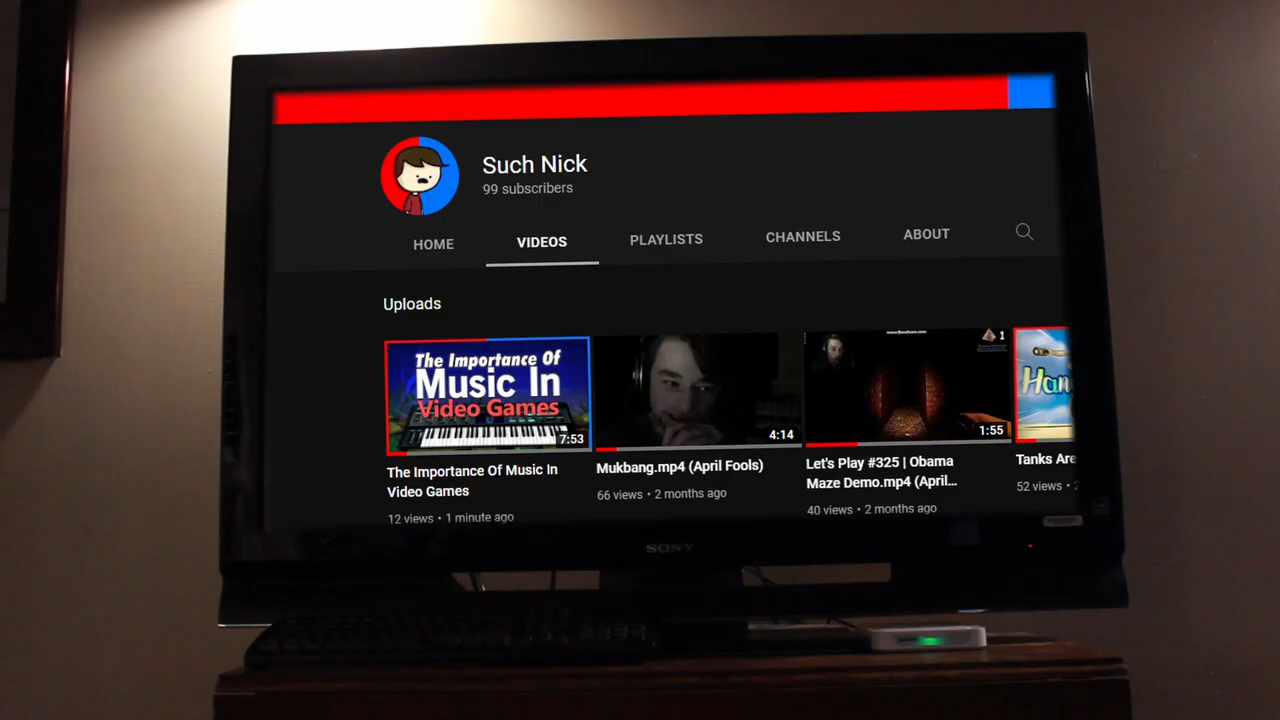 Such Nick
99 subscribers
HOME VIDEOS PLAYLISTS CHANNELS ABOUT
Uploads
The Importance Of
Music In
Video Games
7:53
4:14
1
1:55
Han
The Importance Of Music In
Video Games
12 views • 1 minute ago
Mukbang.mp4 (April Fools)
66 views • 2 months ago
Let's Play #325 | Obama
Maze Demo.mp4 (April...
40 views • 2 months ago
Tanks Are
52 views • 2
SONY